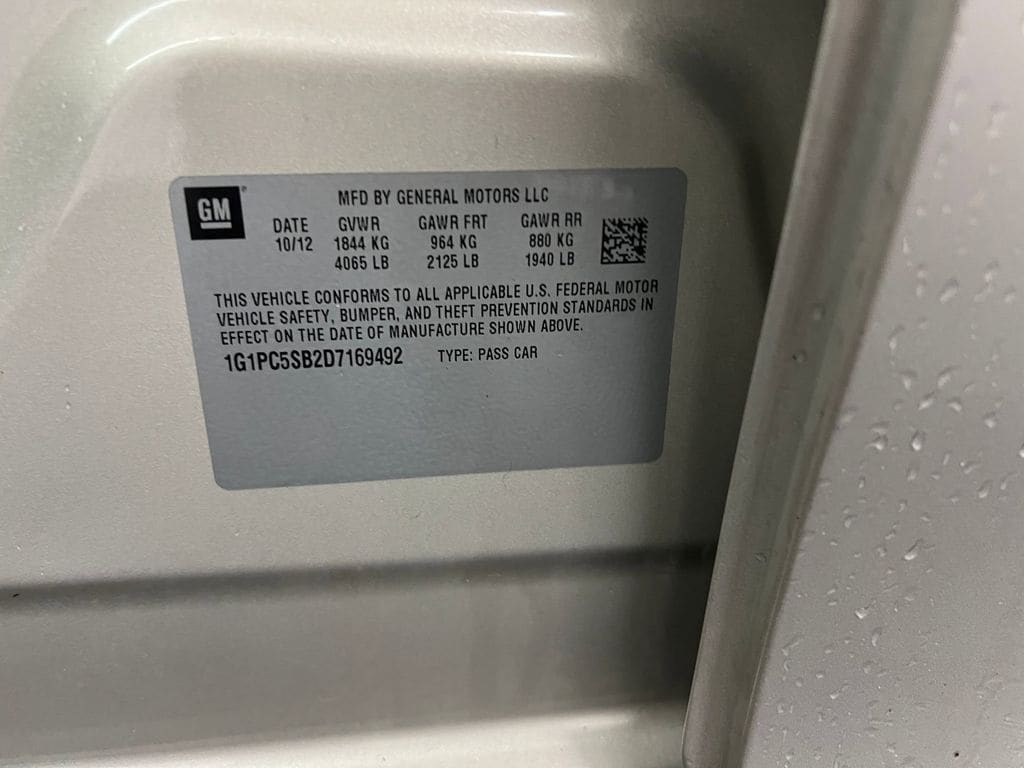 GM
MFD BY GENERAL MOTORS LLC
DATE GVWR GAWR FRT GAWR RR
10/12 1844 KG 964 KG 880 KG
4065 LB 2125 LB 1940 LB
THIS VEHICLE CONFORMS TO ALL APPLICABLE U.S. FEDERAL MOTOR
VEHICLE SAFETY, BUMPER, AND THEFT PREVENTION STANDARDS IN
EFFECT ON THE DATE OF MANUFACTURE SHOWN ABOVE.
1G1PC5SB2D7169492 TYPE: PASS CAR